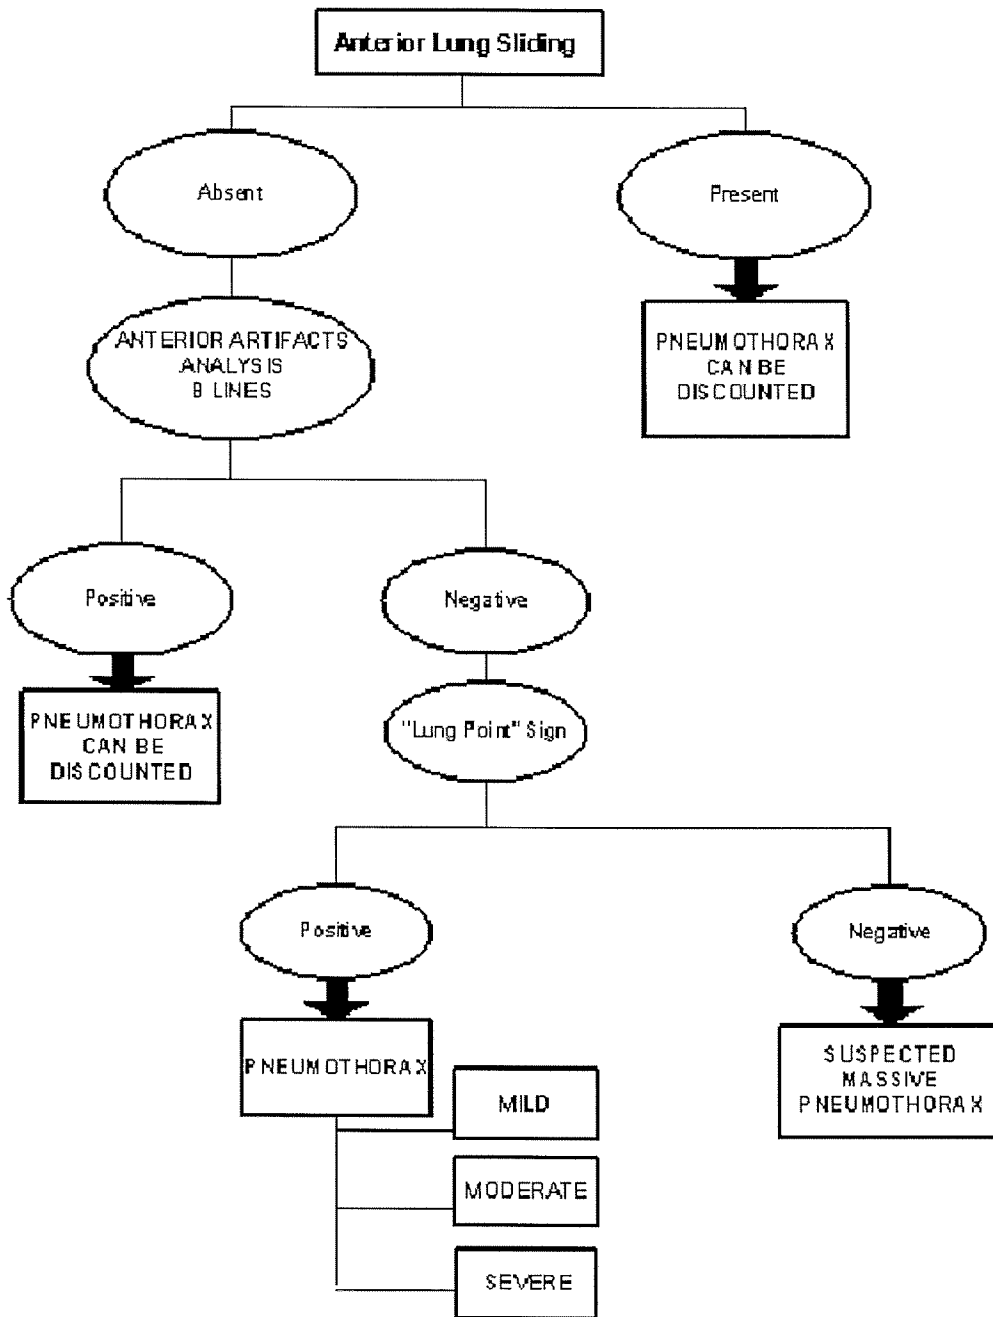 Anterior Lung Sliding
Absent
Present
ANTERIOR ARTIFACTS
ANALYSIS
B LINES
PNEUMOTHORAX
CAN BE
DISCOUNTED
Positive
Negative
PNEUMOTHORAX
CAN BE
DISCOUNTED
"Lung Point" Sign
Positive
Negative
PNEUMOTHORAX
SUSPECTED
MASSIVE
PNEUMOTHORAX
MILD
MODERATE
SEVERE